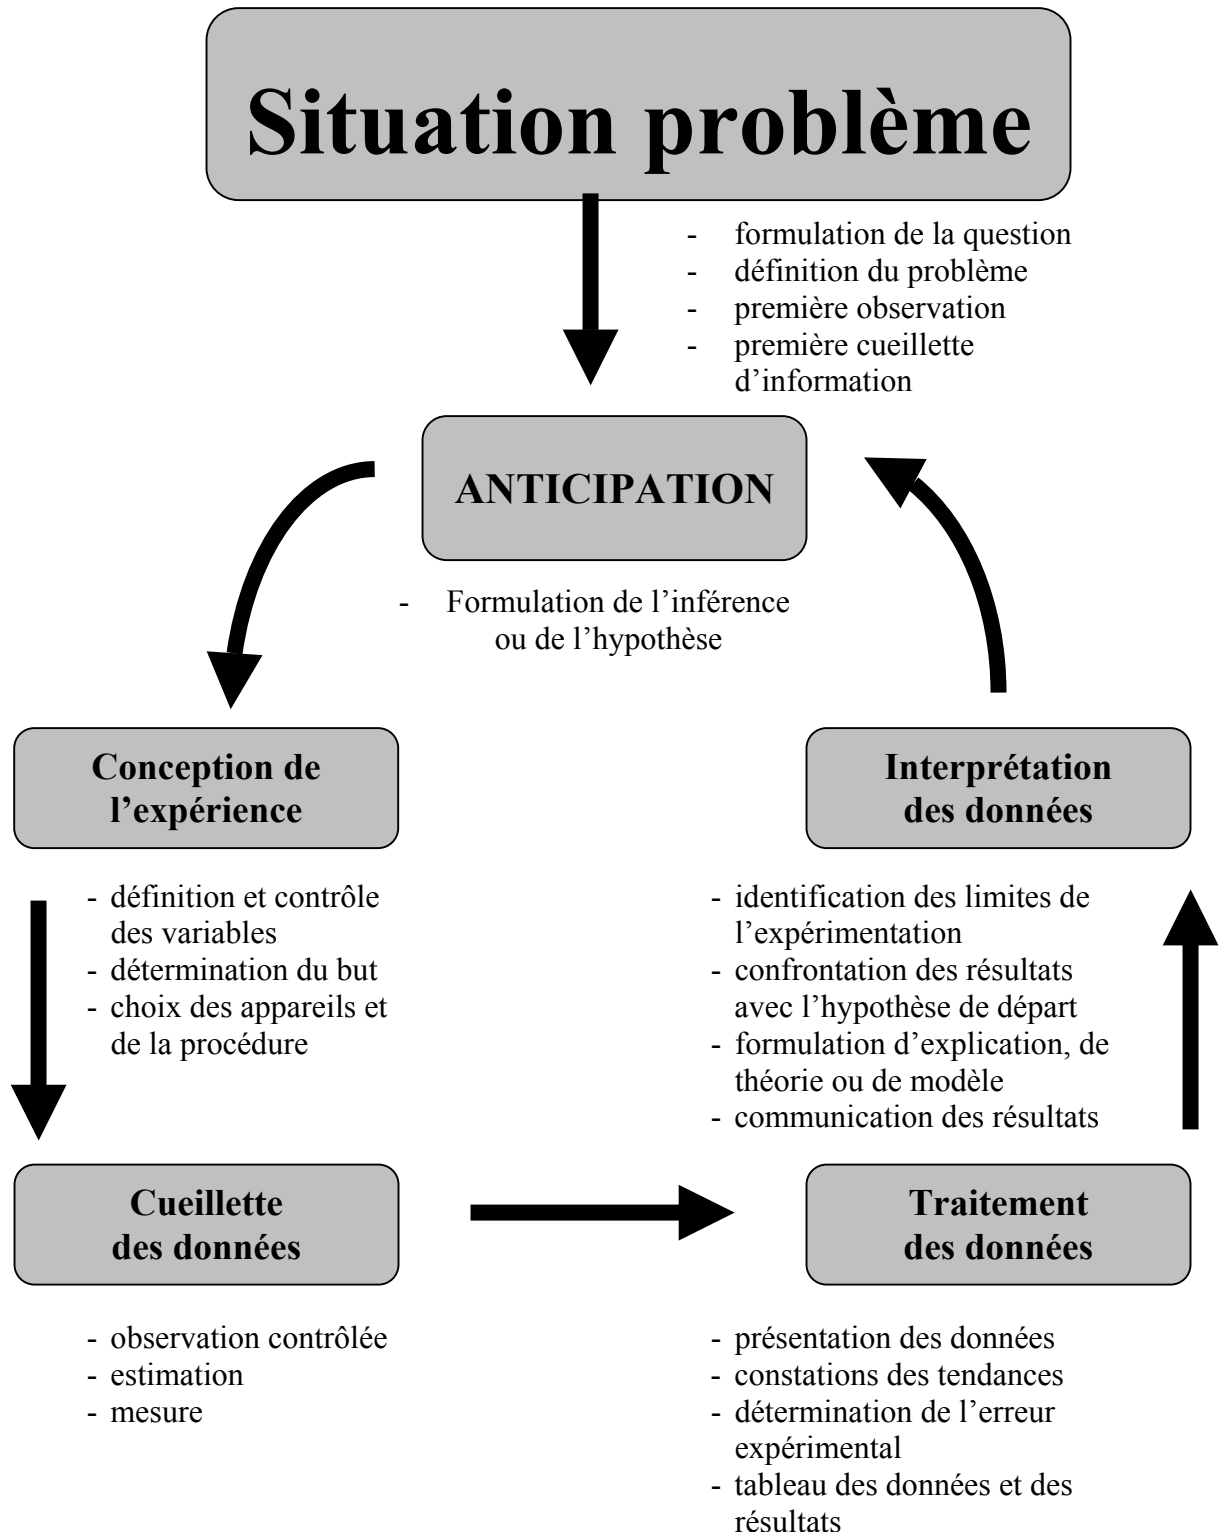 Situation problème
- formulation de la question
- définition du problème
- première observation
- première cueillette
d’information
ANTICIPATION
- Formulation de l’inférence
ou de l’hypothèse
Conception de
l’expérience
- définition et contrôle
des variables
- détermination du but
- choix des appareils et
de la procédure
Cueillette
des données
- observation contrôlée
- estimation
- mesure
Interprétation
des données
- identification des limites de
l’expérimentation
- confrontation des résultats
avec l’hypothèse de départ
- formulation d’explication, de
théorie ou de modèle
- communication des résultats
Traitement
des données
- présentation des données
- constations des tendances
- détermination de l’erreur
expérimental
- tableau des données et des
résultats